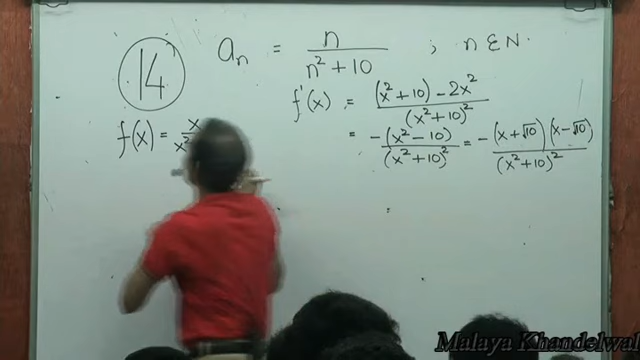 14
aₙ = n / (n² + 10) ; n ∈ N.
f(x) = x / x²
f'(x) = ((x² + 10) − 2x²) / (x² + 10)²
= −(x² − 10) / (x² + 10)² = −(x + √10)(x − √10) / (x² + 10)²
Malaya Khandelwal